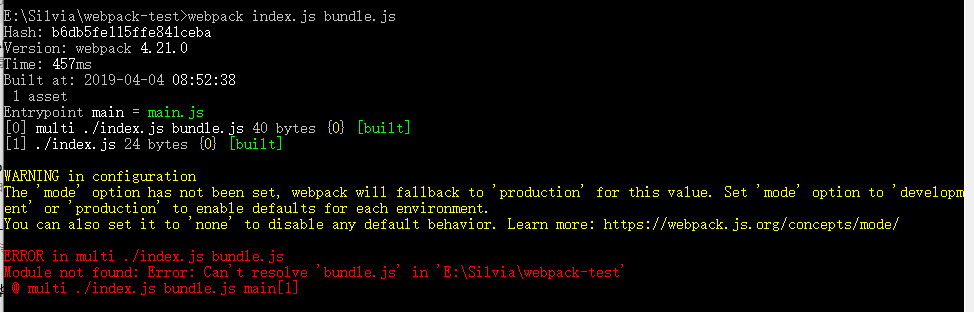 E:\Silvia\webpack-test>webpack index.js bundle.js
Hash: b6db5fe115ffe841ceba
Version: webpack 4.21.0
Time: 457ms
Built at: 2019-04-04 08:52:38
 1 asset
Entrypoint main = main.js
[0] multi ./index.js bundle.js 40 bytes {0} [built]
[1] ./index.js 24 bytes {0} [built]
WARNING in configuration
The 'mode' option has not been set, webpack will fallback to 'production' for this value. Set 'mode' option to 'developm
ent' or 'production' to enable defaults for each environment.
You can also set it to 'none' to disable any default behavior. Learn more: https://webpack.js.org/concepts/mode/
ERROR in multi ./index.js bundle.js
Module not found: Error: Can't resolve 'bundle.js' in 'E:\Silvia\webpack-test'
 @ multi ./index.js bundle.js main[1]